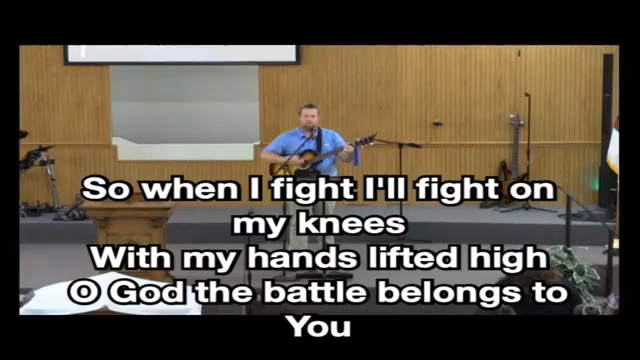 So when I fight I'll fight on
my knees
With my hands lifted high
O God the battle belongs to
You